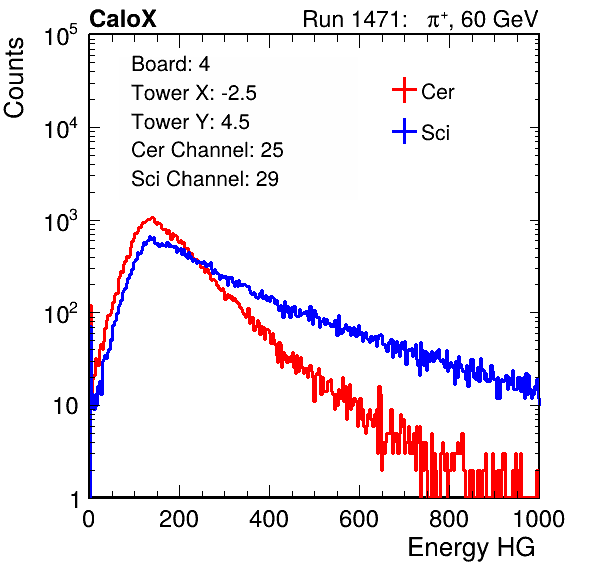 CaloX
Run 1471: π⁺, 60 GeV
Counts
10⁵
10⁴
10³
10²
10
1
Board: 4
Tower X: -2.5
Tower Y: 4.5
Cer Channel: 25
Sci Channel: 29
Cer
Sci
0 200 400 600 800 1000
Energy HG